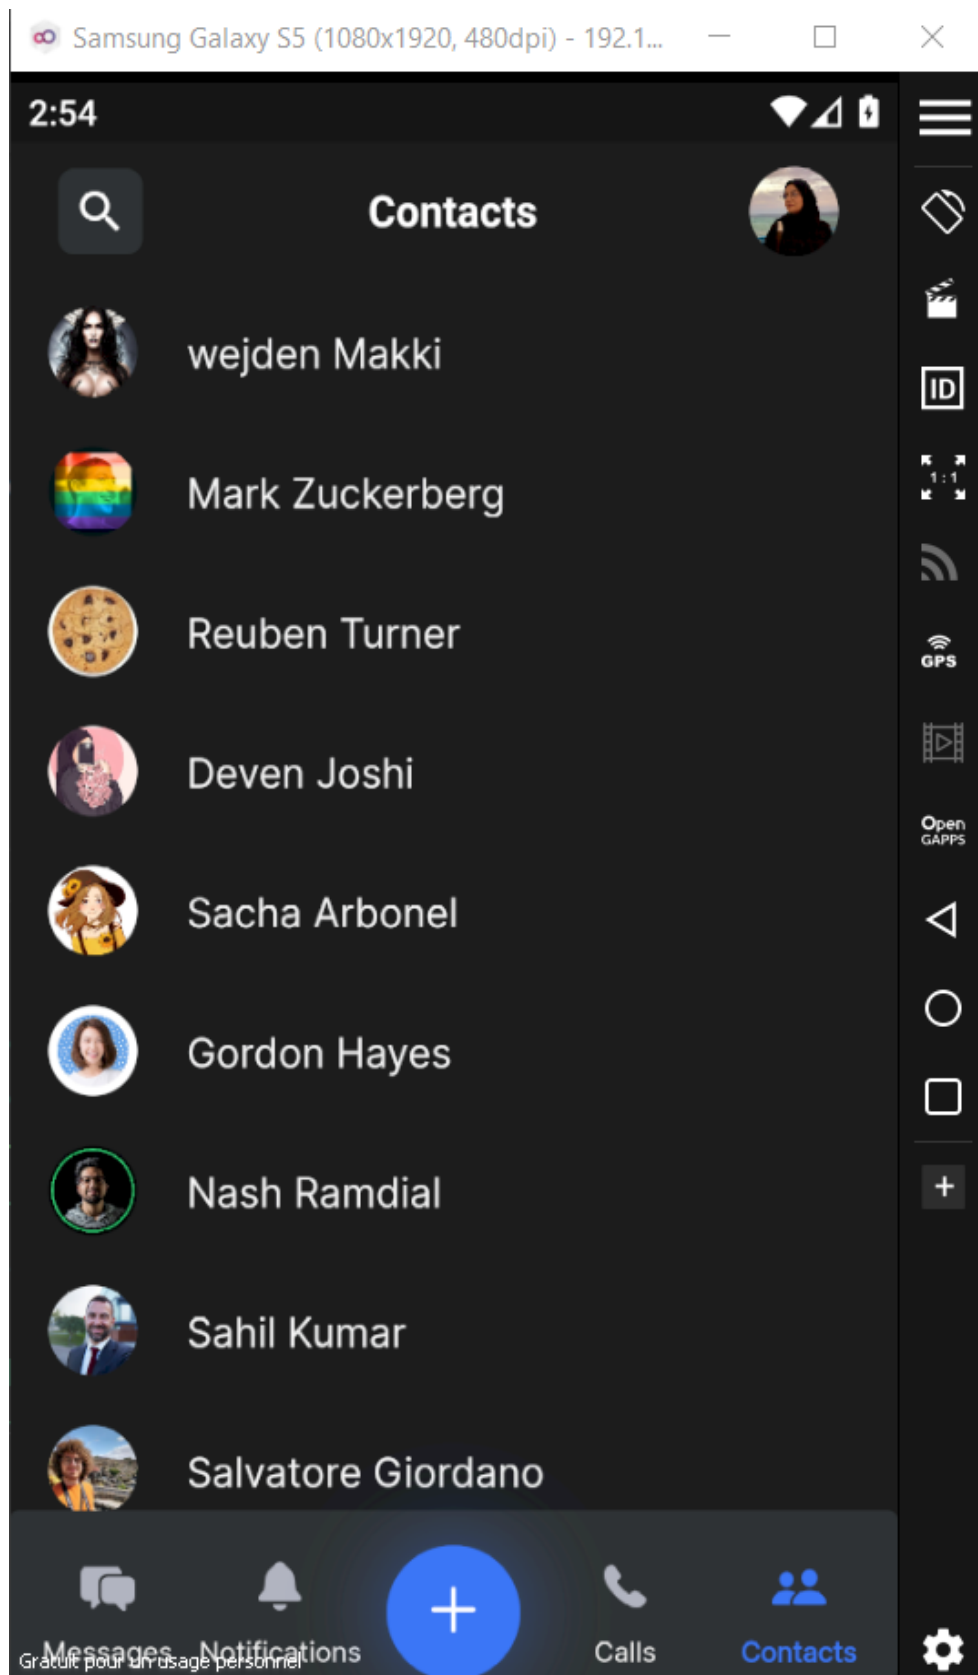 Samsung Galaxy S5 (1080x1920, 480dpi) - 192.1...
2:54
Contacts
wejden Makki
Mark Zuckerberg
Reuben Turner
Deven Joshi
Sacha Arbonel
Gordon Hayes
Nash Ramdial
Sahil Kumar
Salvatore Giordano
Messages Notifications Calls Contacts
Gratuit pour un usage personnel
ID
1:1
GPS
Open
GAPPS